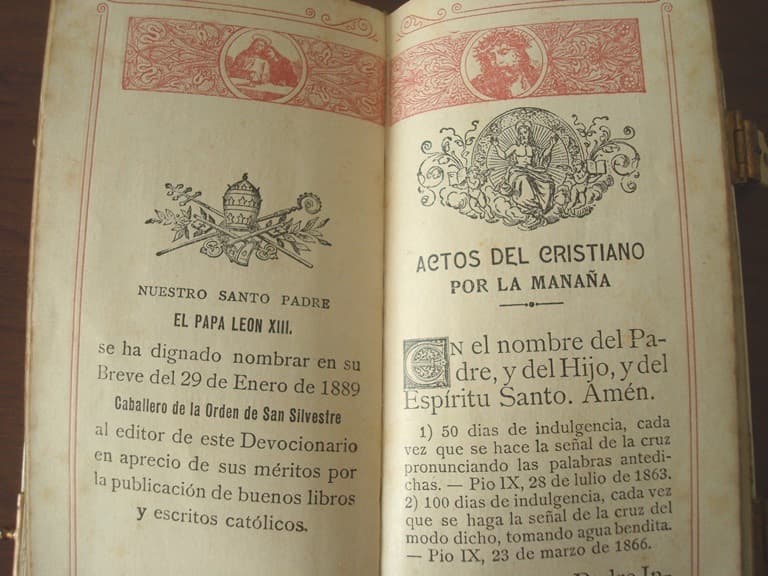 NUESTRO SANTO PADRE
EL PAPA LEON XIII.
se ha dignado nombrar en su
Breve del 29 de Enero de 1889
Caballero de la Orden de San Silvestre
al editor de este Devocionario
en aprecio de sus méritos por
la publicación de buenos libros
y escritos católicos.
ACTOS DEL CRISTIANO
POR LA MANAÑA
EN el nombre del Pa-
dre, y del Hijo, y del
Espíritu Santo. Amén.
1) 50 dias de indulgencia, cada
vez que se hace la señal de la cruz
pronunciando las palabras antedi-
chas. — Pio IX, 28 de lulio de 1863.
2) 100 dias de indulgencia, cada vez
que se haga la señal de la cruz del
modo dicho, tomando agua bendita.
— Pio IX, 23 de marzo de 1866.
Padre In-